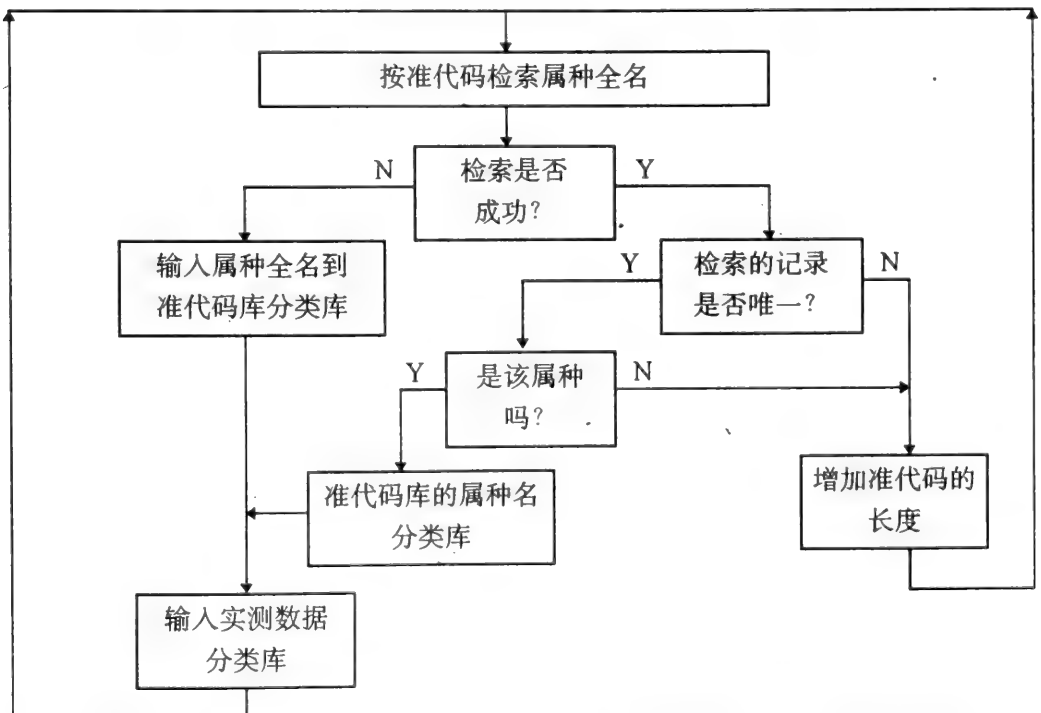 按准代码检索属种全名
N
检索是否
成功?
Y
输入属种全名到
准代码库分类库
Y
检索的记录
是否唯一?
N
Y
是该属种
吗?
N
准代码库的属种名
分类库
增加准代码的
长度
输入实测数据
分类库